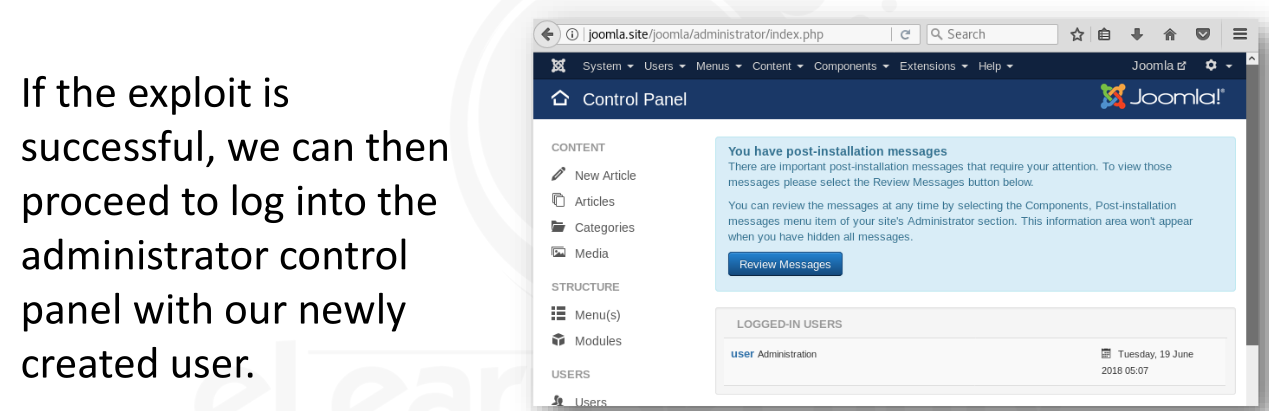 If the exploit is
successful, we can then
proceed to log into the
administrator control
panel with our newly
created user.
joomla.site/joomla/administrator/index.php
Search
System Users Menus Content Components Extensions Help Joomla
Control Panel Joomla!®
CONTENT
New Article
Articles
Categories
Media
STRUCTURE
Menu(s)
Modules
USERS
Users
You have post-installation messages
There are important post-installation messages that require your attention. To view those
messages please select the Review Messages button below.
You can review the messages at any time by selecting the Components, Post-installation
messages menu item of your site's Administrator section. This information area won't appear
when you have hidden all messages.
Review Messages
LOGGED-IN USERS
user Administration
Tuesday, 19 June
2018 05:07